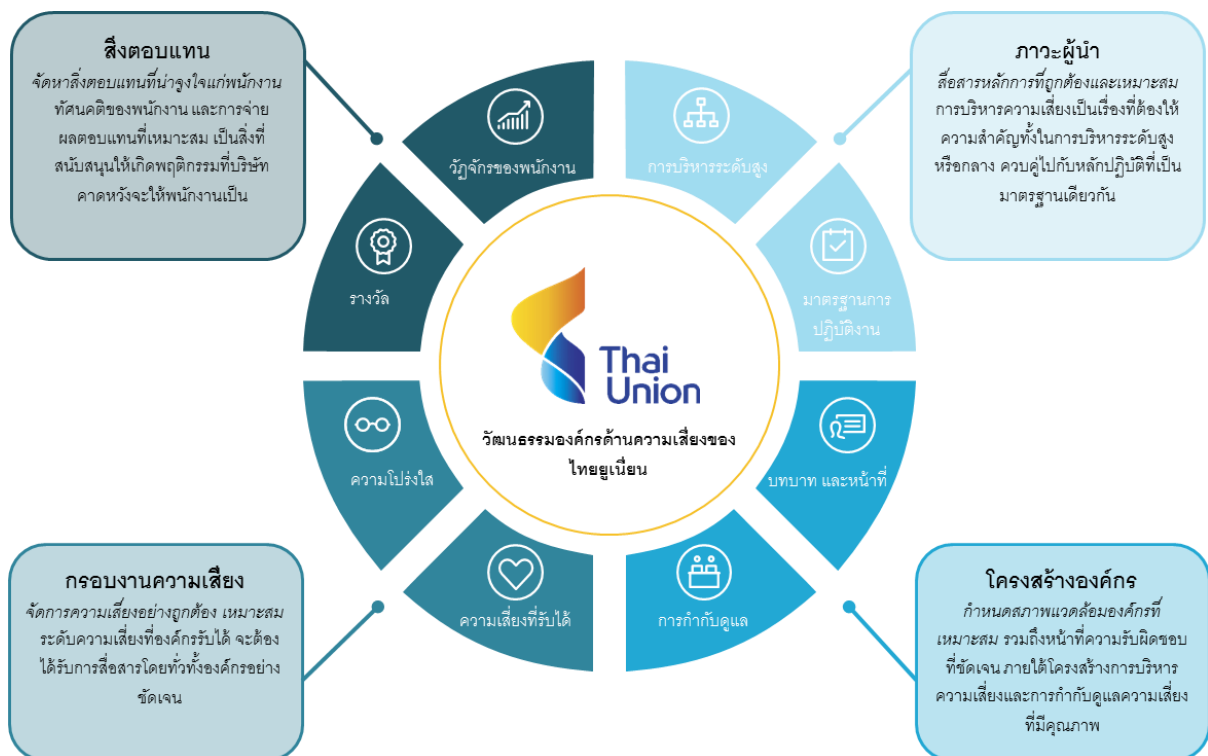 สิ่งตอบแทน
จัดหาสิ่งตอบแทนที่น่าจูงใจแก่พนักงาน
ทัศนคติของพนักงาน และการจ่าย
ผลตอบแทนที่เหมาะสม เป็นสิ่งที่
สนับสนุนให้เกิดพฤติกรรมที่บริษัท
คาดหวังจะให้พนักงานเป็น
ภาวะผู้นำ
สื่อสารหลักการที่ถูกต้องและเหมาะสม
การบริหารความเสี่ยงเป็นเรื่องที่ต้องให้
ความสำคัญทั้งในการบริหารระดับสูง
หรือกลาง ควบคู่ไปกับหลักปฏิบัติที่เป็น
มาตรฐานเดียวกัน
วัฏจักรของพนักงาน
การบริหารระดับสูง
รางวัล
มาตรฐานการ
ปฏิบัติงาน
Thai
Union
วัฒนธรรมองค์กรด้านความเสี่ยงของ
ไทยยูเนี่ยน
ความโปร่งใส
บทบาท และหน้าที่
ความเสี่ยงที่รับได้
การกำกับดูแล
กรอบงานความเสี่ยง
จัดการความเสี่ยงอย่างถูกต้อง เหมาะสม
ระดับความเสี่ยงที่องค์กรรับได้ จะต้อง
ได้รับการสื่อสารโดยทั่วทั้งองค์กรอย่าง
ชัดเจน
โครงสร้างองค์กร
กำหนดสภาพแวดล้อมองค์กรที่
เหมาะสม รวมถึงหน้าที่ความรับผิดชอบ
ที่ชัดเจน ภายใต้โครงสร้างการบริหาร
ความเสี่ยงและการกำกับดูแลความเสี่ยง
ที่มีคุณภาพ